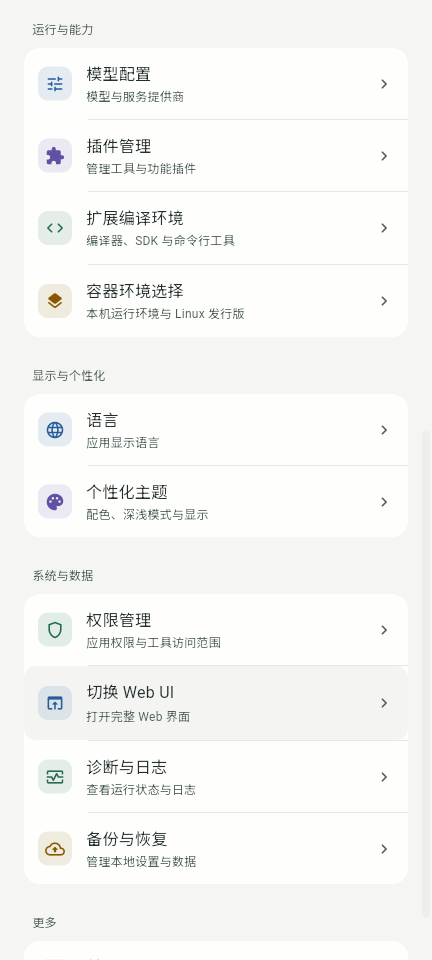 运行与能力
模型配置
模型与服务提供商
插件管理
管理工具与功能插件
扩展编译环境
编译器、SDK 与命令行工具
容器环境选择
本机运行环境与 Linux 发行版
显示与个性化
语言
应用显示语言
个性化主题
配色、深浅模式与显示
系统与数据
权限管理
应用权限与工具访问范围
切换 Web UI
打开完整 Web 界面
诊断与日志
查看运行状态与日志
备份与恢复
管理本地设置与数据
更多